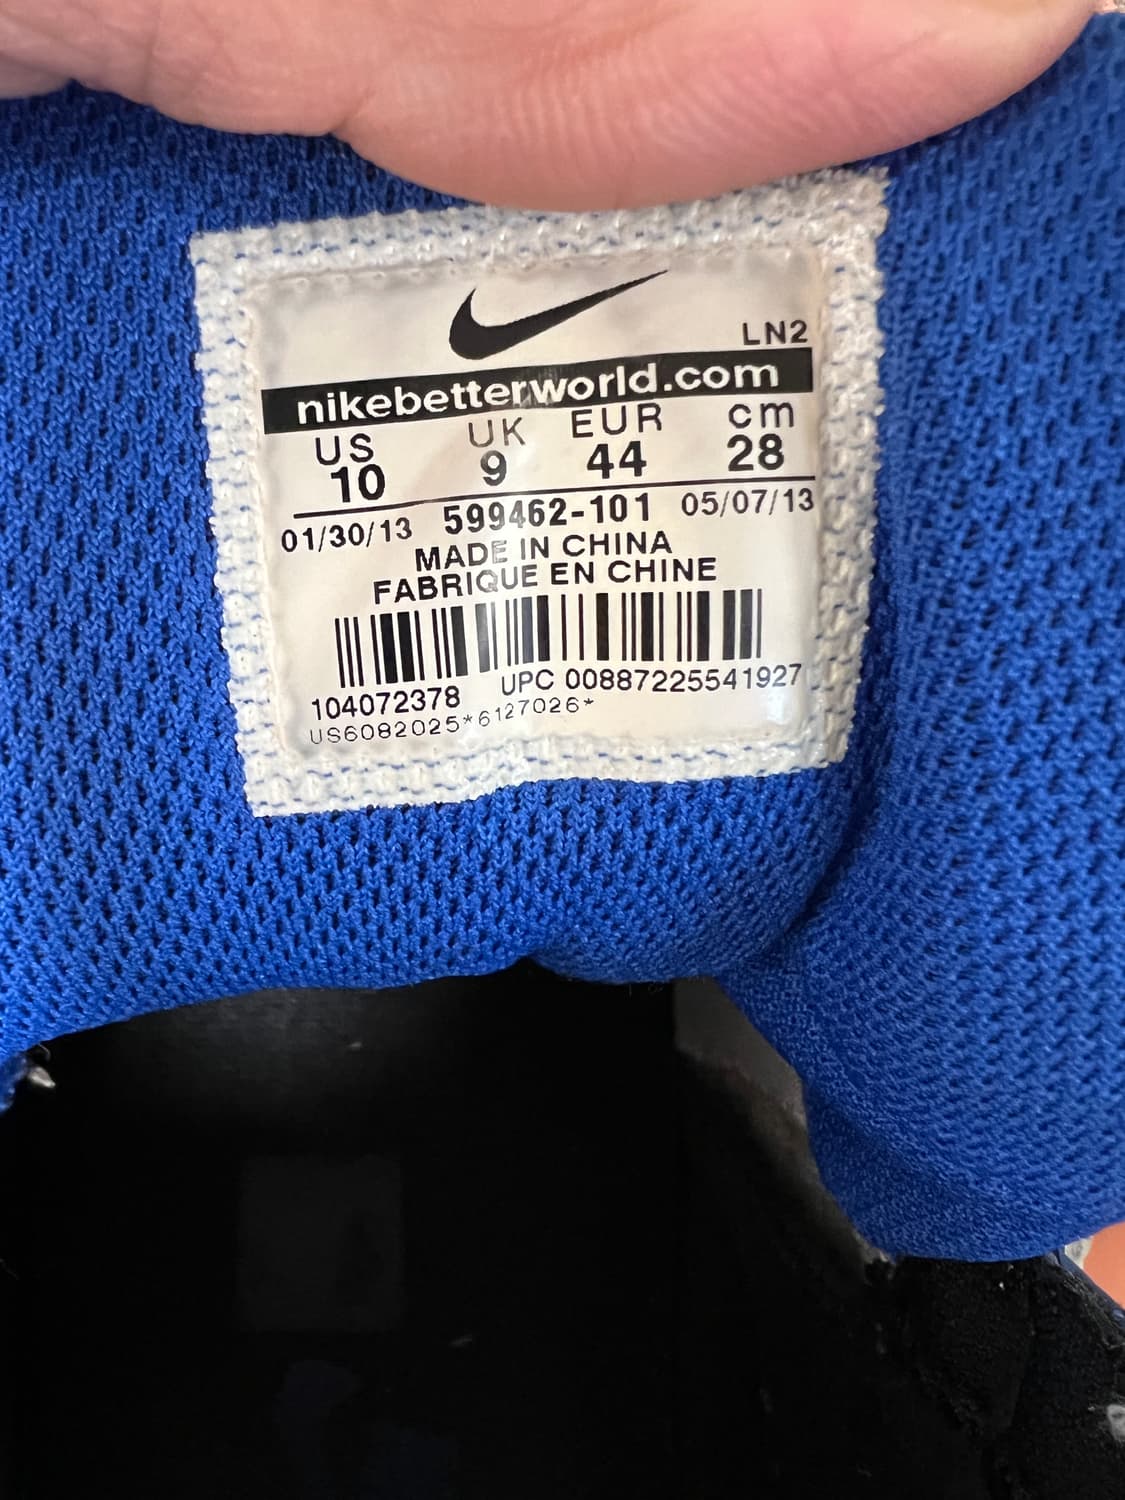 LN2
nikebetterworld.com
US UK EUR cm
10 9 44 28
01/30/13 599462-101 05/07/13
MADE IN CHINA
FABRIQUE EN CHINE
104072378 UPC 00887225541927
US6082025*6127026*